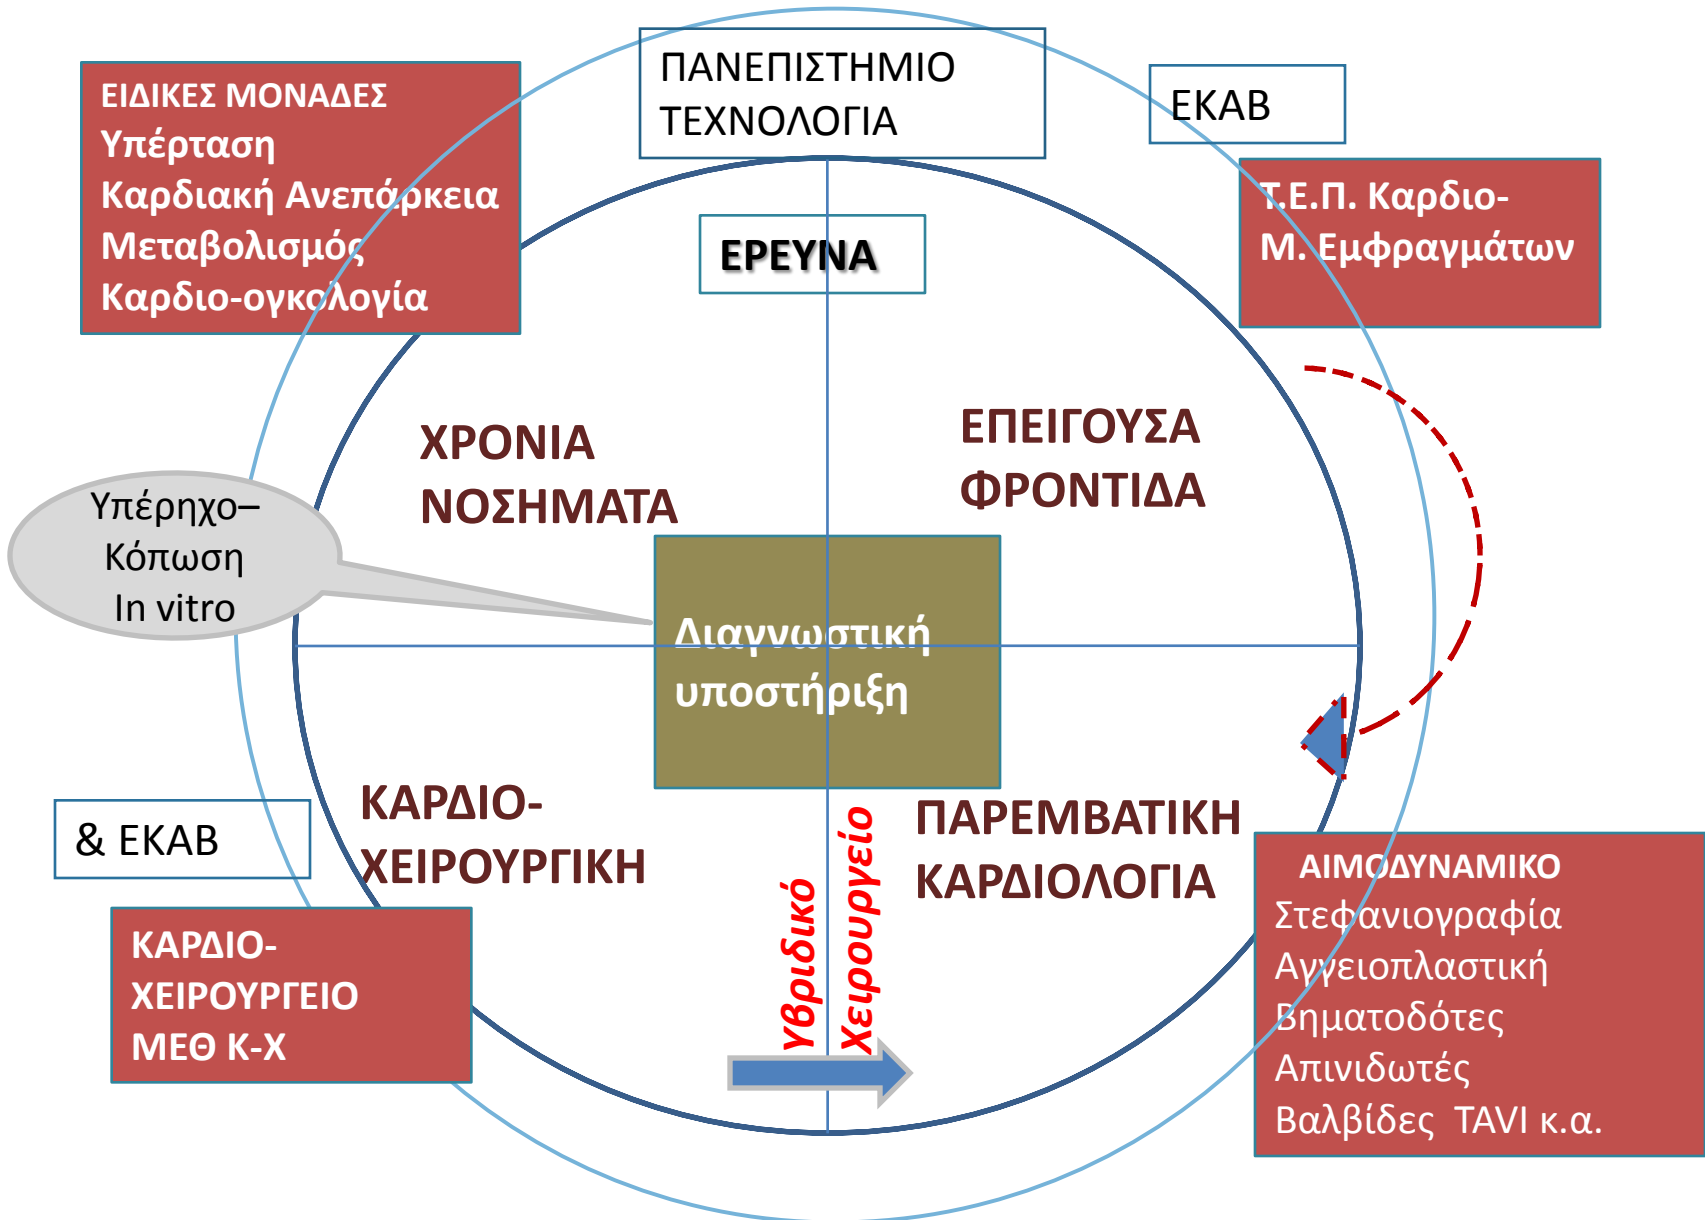 ΠΑΝΕΠΙΣΤΗΜΙΟ
ΤΕΧΝΟΛΟΓΙΑ
ΕΙΔΙΚΕΣ ΜΟΝΑΔΕΣ
Υπέρταση
Καρδιακή Ανεπάρκεια
Μεταβολισμός
Καρδιο-ογκολογία
ΕΚΑΒ
Τ.Ε.Π. Καρδιο-
Μ. Εμφραγμάτων
ΕΡΕΥΝΑ
ΧΡΟΝΙΑ
ΝΟΣΗΜΑΤΑ
ΕΠΕΙΓΟΥΣΑ
ΦΡΟΝΤΙΔΑ
Υπέρηχο–
Κόπωση
In vitro
Διαγνωστική
υποστήριξη
ΚΑΡΔΙΟ-
ΧΕΙΡΟΥΡΓΙΚΗ
ΠΑΡΕΜΒΑΤΙΚΗ
ΚΑΡΔΙΟΛΟΓΙΑ
& ΕΚΑΒ
Υβριδικό
Χειρουργείο
ΚΑΡΔΙΟ-
ΧΕΙΡΟΥΡΓΕΙΟ
ΜΕΘ Κ-Χ
ΑΙΜΟΔΥΝΑΜΙΚΟ
Στεφανιογραφία
Αγγειοπλαστική
Βηματοδότες
Απινιδωτές
Βαλβίδες TAVI κ.α.